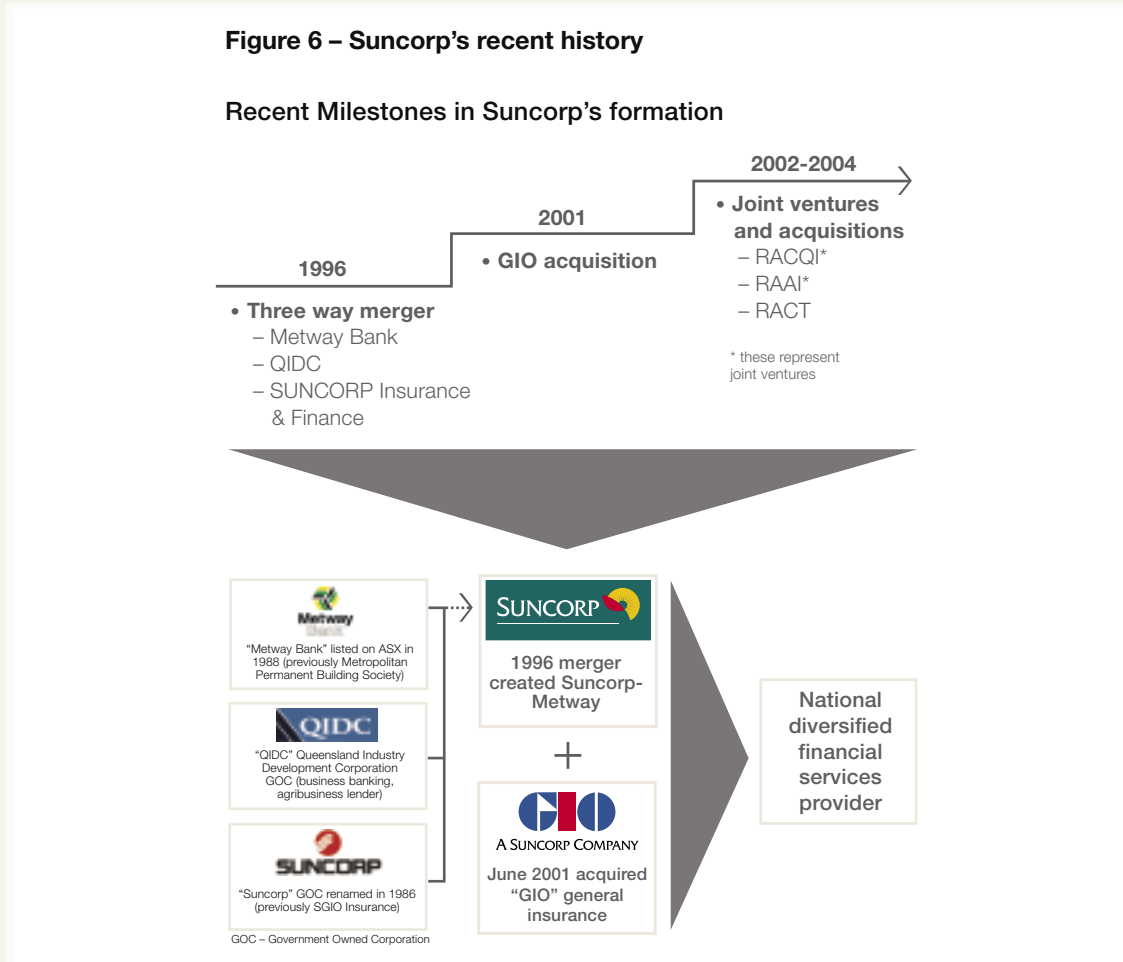 Figure 6 – Suncorp’s recent history
Recent Milestones in Suncorp’s formation
1996
• Three way merger
– Metway Bank
– QIDC
– SUNCORP Insurance
& Finance
2001
• GIO acquisition
2002-2004
• Joint ventures
and acquisitions
– RACQI*
– RAAI*
– RACT
* these represent
joint ventures
Metway
Bank
“Metway Bank” listed on ASX in
1988 (previously Metropolitan
Permanent Building Society)
QIDC
“QIDC” Queensland Industry
Development Corporation
GOC (business banking,
agribusiness lender)
SUNCORP
“Suncorp” GOC renamed in 1986
(previously SGIO Insurance)
GOC – Government Owned Corporation
SUNCORP
1996 merger
created Suncorp-
Metway
+
GIO
A SUNCORP COMPANY
June 2001 acquired
“GIO” general
insurance
National
diversified
financial
services
provider